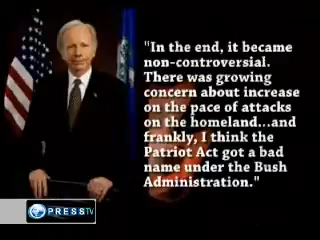 "In the end, it became
non-controversial.
There was growing
concern about increase
on the pace of attacks
on the homeland...and
frankly, I think the
Patriot Act got a bad
name under the Bush
Administration."
PRESSTV